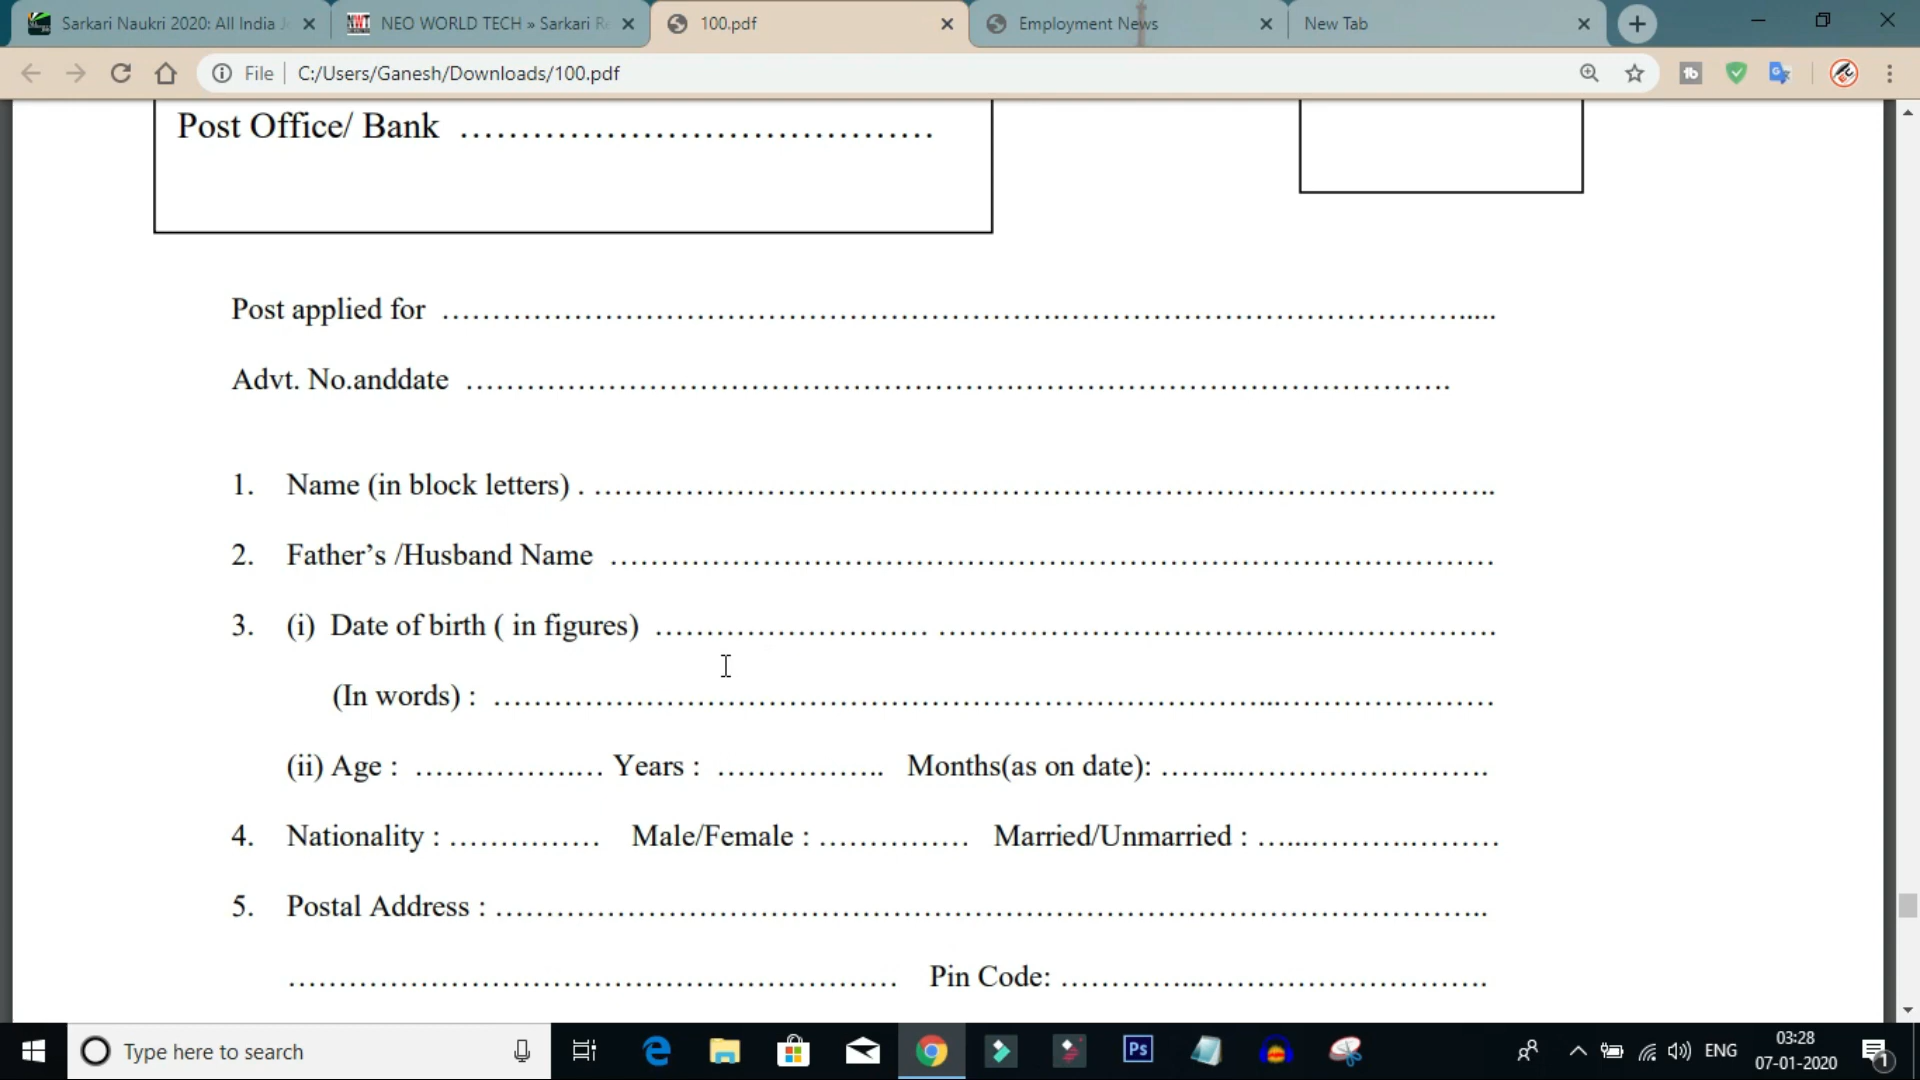 Sarkari Naukri 2020: All India J
NEO WORLD TECH » Sarkari Re
100.pdf
Employment News
New Tab
File
C:/Users/Ganesh/Downloads/100.pdf
Post Office/ Bank ………………………………
Post applied for ……………………………………………………….…………………………………….....
Advt. No.anddate ……………………………………………….…………………………………….
1. Name (in block letters) . ……………………………………………………………………………..
2. Father’s /Husband Name ……………………………………….……………………………………
3. (i) Date of birth ( in figures) ……………………… ……………………………………………….
(In words) : …………………………………………………………………...…………………
(ii) Age : …………….… Years : ……………. Months(as on date): ……..…………………….
4. Nationality : …………… Male/Female : …………… Married/Unmarried : …...……….………
5. Postal Address : ……………………………………………………………………………………..
…………………………………………………… Pin Code: …………...……………………….
Type here to search
Ps
ENG
03:28
07-01-2020
1